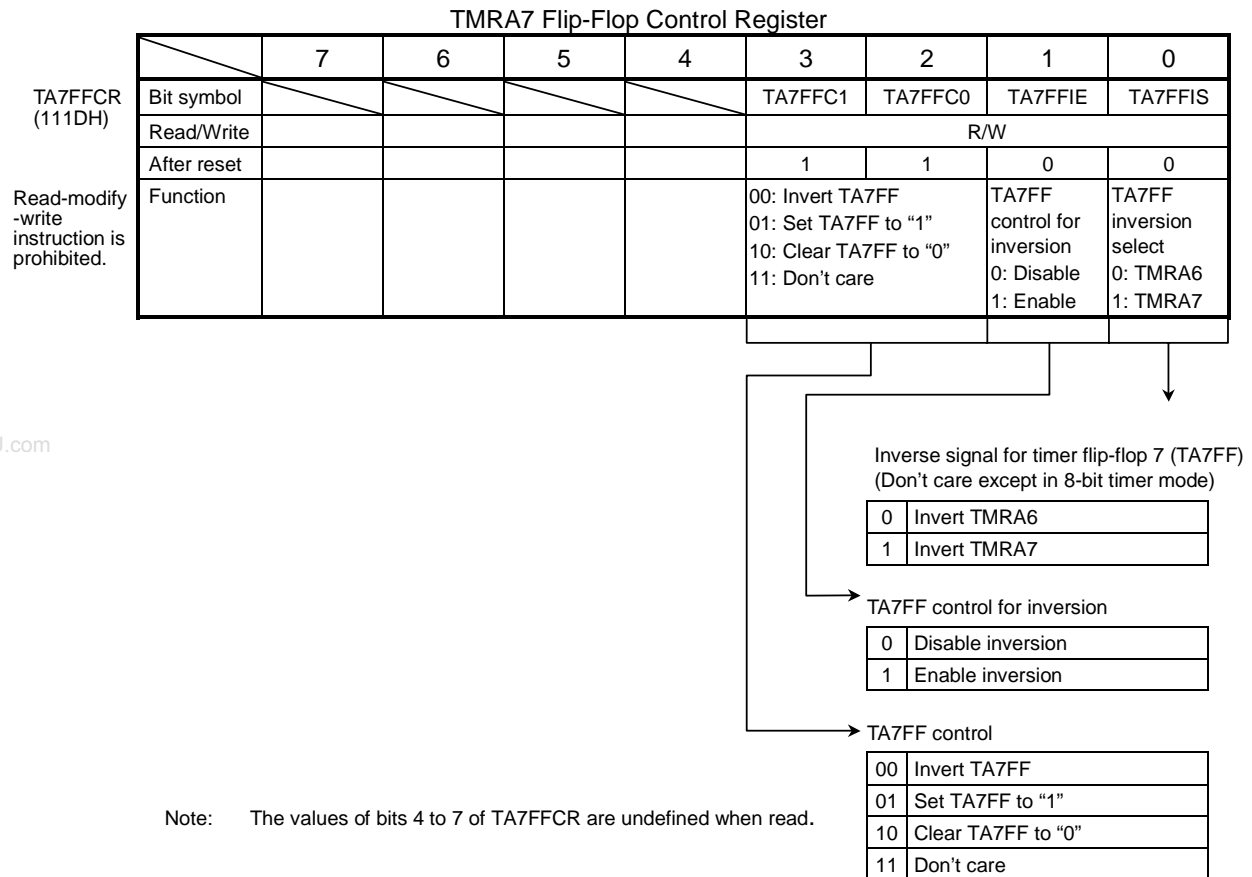 TMRA7 Flip-Flop Control Register
7 6 5 4 3 2 1 0
TA7FFCR
(111DH)
Bit symbol TA7FFC1 TA7FFC0 TA7FFIE TA7FFIS
Read/Write R/W
After reset 1 1 0 0
Read-modify
-write
instruction is
prohibited.
Function
00: Invert TA7FF
01: Set TA7FF to “1”
10: Clear TA7FF to “0”
11: Don’t care
TA7FF
control for
inversion
0: Disable
1: Enable
TA7FF
inversion
select
0: TMRA6
1: TMRA7
.com
Inverse signal for timer flip-flop 7 (TA7FF)
(Don’t care except in 8-bit timer mode)
0 Invert TMRA6
1 Invert TMRA7
TA7FF control for inversion
0 Disable inversion
1 Enable inversion
TA7FF control
00 Invert TA7FF
01 Set TA7FF to “1”
10 Clear TA7FF to “0”
11 Don’t care
Note: The values of bits 4 to 7 of TA7FFCR are undefined when read.